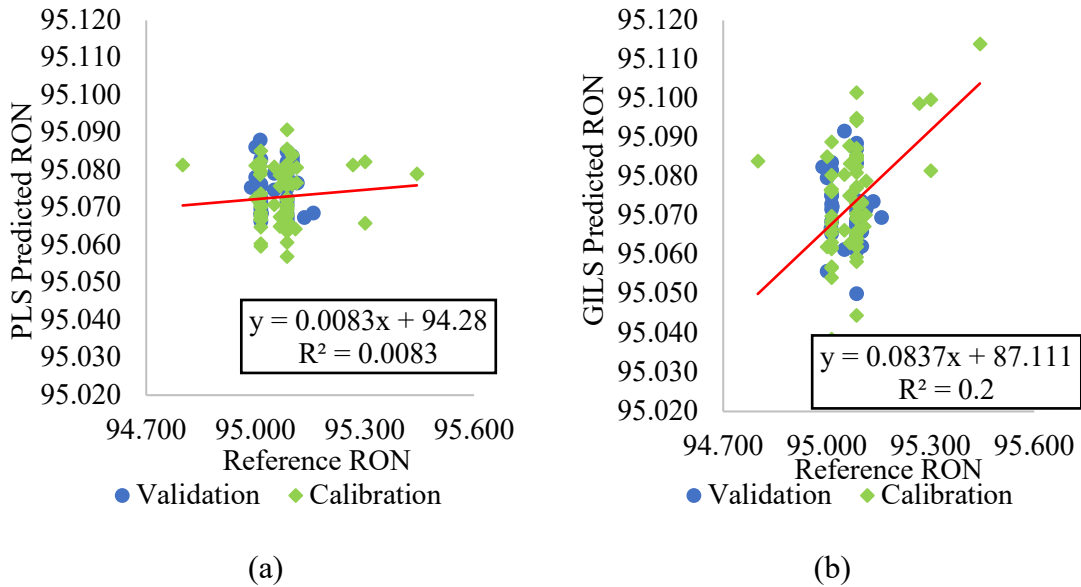 95.120
95.110
95.100
95.090
95.080
95.070
95.060
95.050
95.040
95.030
95.020
PLS Predicted RON
y = 0.0083x + 94.28
R² = 0.0083
94.700 95.000 95.300 95.600
Reference RON
Validation Calibration
(a)
95.120
95.110
95.100
95.090
95.080
95.070
95.060
95.050
95.040
95.030
95.020
GILS Predicted RON
y = 0.0837x + 87.111
R² = 0.2
94.700 95.000 95.300 95.600
Reference RON
Validation Calibration
(b)